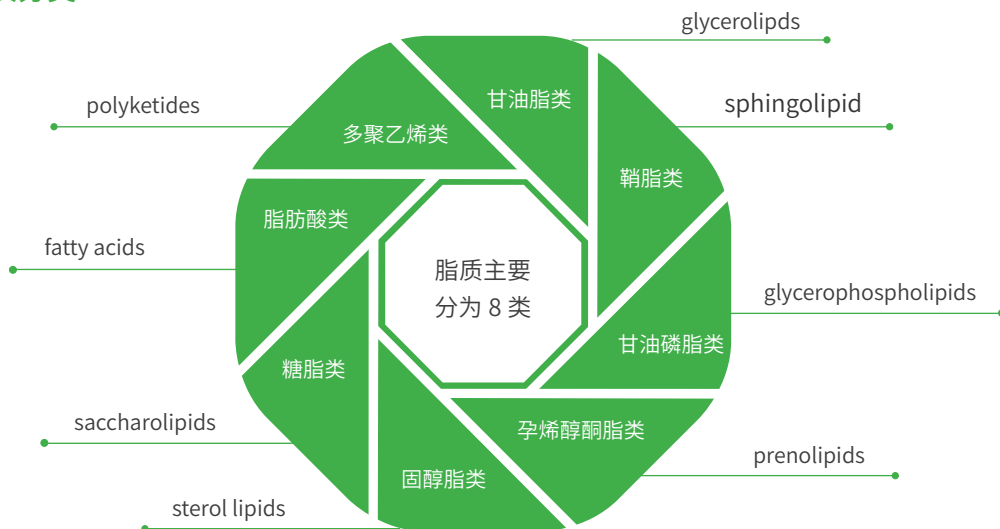 glycerolipds
polyketides
sphingolipid
甘油脂类
多聚乙烯类
鞘脂类
脂肪酸类
fatty acids
脂质主要
分为 8 类
glycerophospholipids
甘油磷脂类
糖脂类
saccharolipids
孕烯醇酮脂类
prenolipids
固醇脂类
sterol lipids